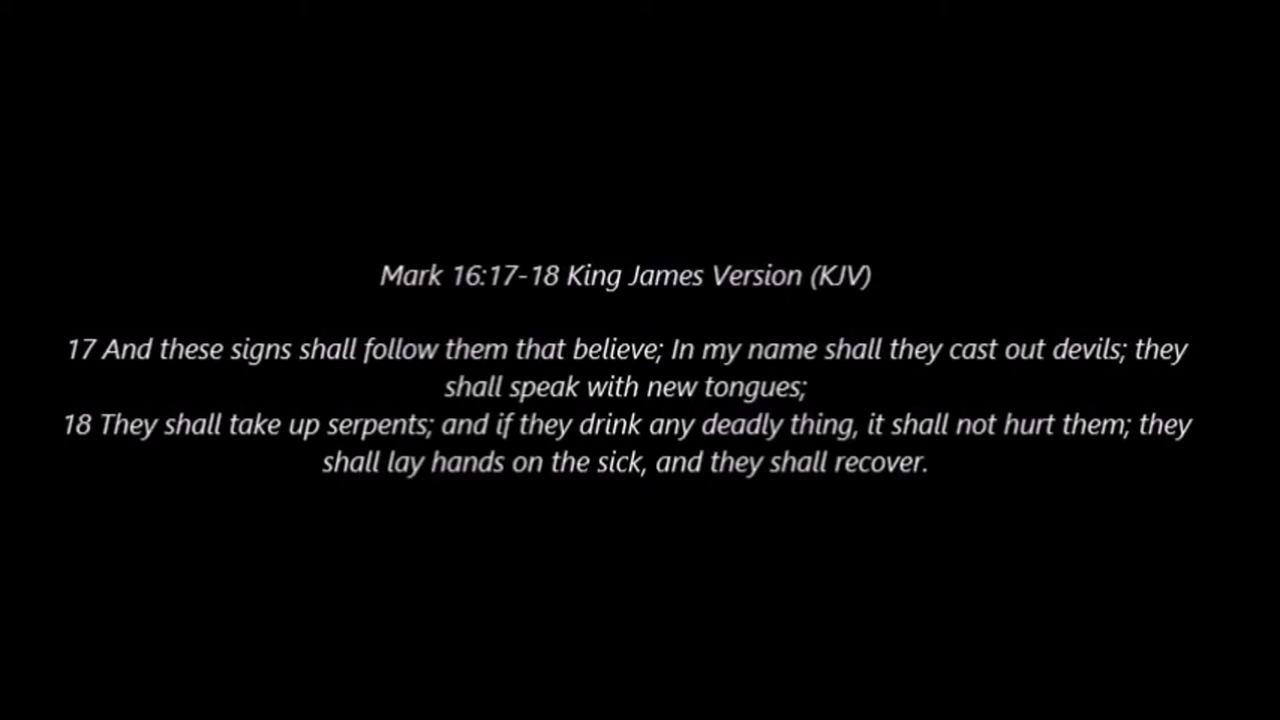 Mark 16:17-18 King James Version (KJV)
17 And these signs shall follow them that believe; In my name shall they cast out devils; they
shall speak with new tongues;
18 They shall take up serpents; and if they drink any deadly thing, it shall not hurt them; they
shall lay hands on the sick, and they shall recover.